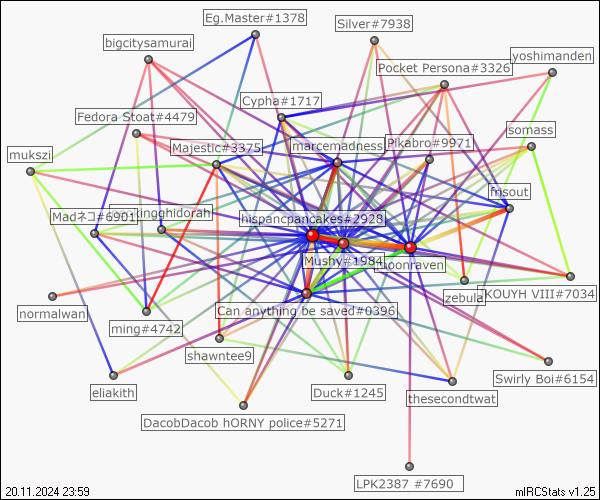 Eg.Master#1378
Silver#7938
bigcitysamurai
yoshimanden
Pocket Persona#3326
Cypha#1717
Fedora Stoat#4479
somass
Pikabro#9971
marcemadness
Majestic#3375
mukszi
frisout
Madネコ#6901
kingghidorah
hispancpancakes#2928
Mushy#1984
moonraven
zebula
KOUYH VIII#7034
normalwan
Can anything be saved#0396
ming#4742
shawntee9
Swirly Boi#6154
eliakith
Duck#1245
thesecondtwat
DacobDacob hORNY police#5271
LPK2387 #7690
20.11.2024 23:59
mIRCStats v1.25